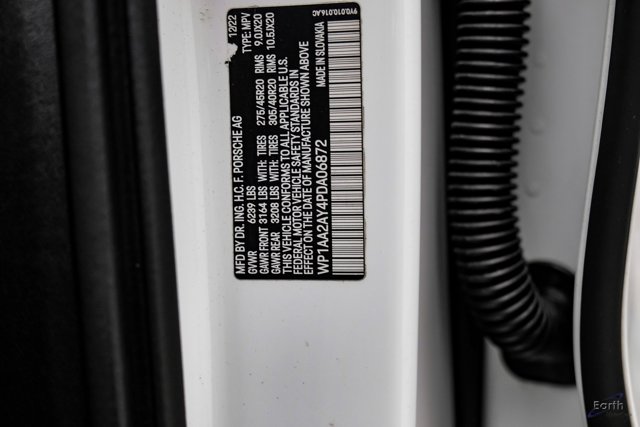 MFD BY DR. ING. H.C. F. PORSCHE AG 12/22
GVWR 6239 LBS TYPE: MPV
GAWR FRONT 3164 LBS WITH: TIRES 275/45R20 RIMS 9.0JX20
GAWR REAR 3208 LBS WITH: TIRES 305/40R20 RIMS 10.5JX20
THIS VEHICLE CONFORMS TO ALL APPLICABLE U.S.
FEDERAL MOTOR VEHICLE SAFETY STANDARDS IN
EFFECT ON THE DATE OF MANUFACTURE SHOWN ABOVE
MADE IN SLOVAKIA
WP1AA2AY4PDA06872
9Y0.010.016.AC
Earth